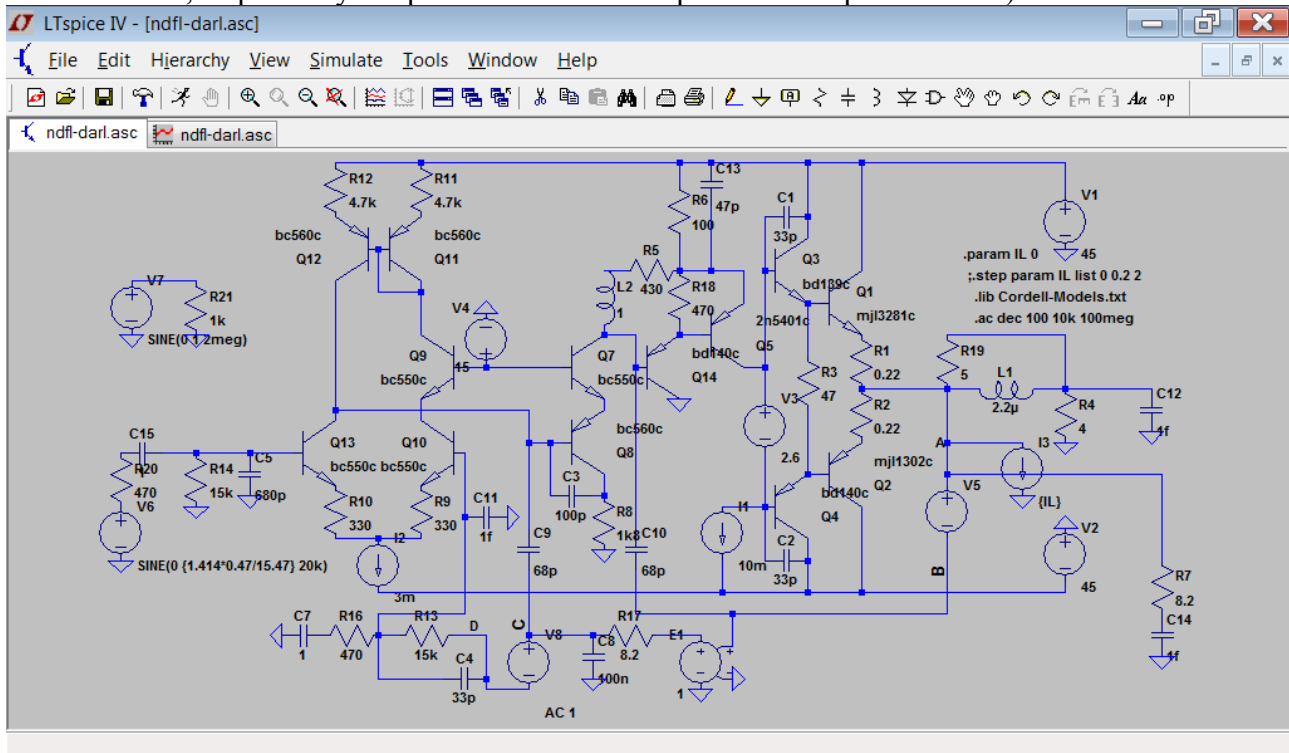 LTspice IV - [ndfl-darl.asc]
File Edit Hierarchy View Simulate Tools Window Help
Aa .op
ndfl-darl.asc ndfl-darl.asc
R12
4.7k
R11
4.7k
bc560c
Q12
bc560c
Q11
V7
R21
1k
SINE(0 1 2meg)
V4
15
Q9
bc550c
Q7
bc550c
L2
1
R5
430
R6
100
C13
47p
R18
470
2n5401c
bd140c
Q14
Q5
C1
33p
Q3
bd139c
Q1
mjl3281c
V1
45
.param IL 0
;.step param IL list 0 0.2 2
.lib Cordell-Models.txt
.ac dec 100 10k 100meg
R3
47
R1
0.22
R2
0.22
R19
5
L1
2.2µ
R4
4
C12
1f
V3
2.6
bc560c
Q8
C3
100p
R8
1k8
C15
1
R20
470
V6
R14
15k
C5
680p
Q13
bc550c
Q10
bc550c
R10
330
R9
330
C11
1f
I2
3m
SINE(0 {1.414*0.47/15.47} 20k)
C9
68p
C10
68p
I1
10m
mjl1302c
Q2
bd140c
Q4
C2
33p
A
V5
B
I3
{IL}
V2
45
R7
8.2
C14
1f
C7
1
R16
470
R13
15k
D
C4
33p
C
V8
AC 1
C8
100n
R17
8.2
E1
1